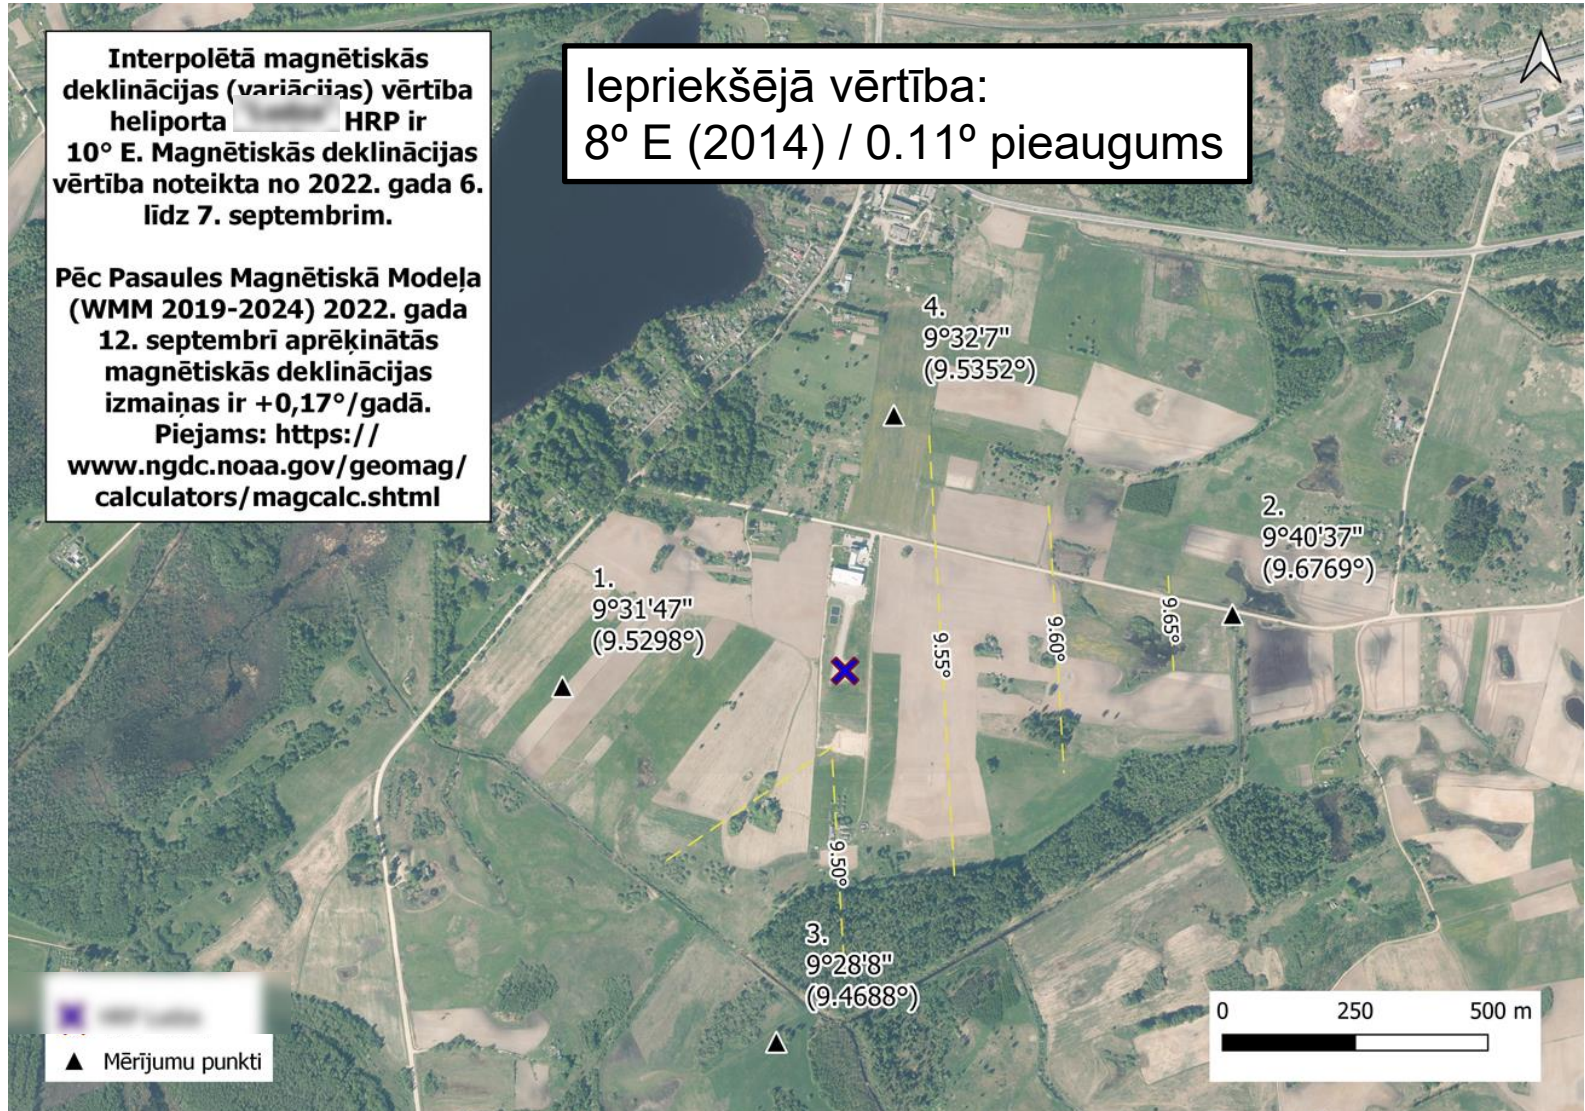 Interpolētā magnētiskās
deklinācijas (variācijas) vērtība
heliporta HRP ir
10° E. Magnētiskās deklinācijas
vērtība noteikta no 2022. gada 6.
līdz 7. septembrim.
Pēc Pasaules Magnētiskā Modeļa
(WMM 2019-2024) 2022. gada
12. septembrī aprēķinātās
magnētiskās deklinācijas
izmaiņas ir +0,17°/gadā.
Piejams: https://
www.ngdc.noaa.gov/geomag/
calculators/magcalc.shtml
Iepriekšējā vērtība:
8º E (2014) / 0.11º pieaugums
4.
9°32'7"
(9.5352°)
2.
9°40'37"
(9.6769°)
1.
9°31'47"
(9.5298°)
9.55°
9.60°
9.65°
9.50°
3.
9°28'8"
(9.4688°)
Mērījumu punkti
0 250 500 m